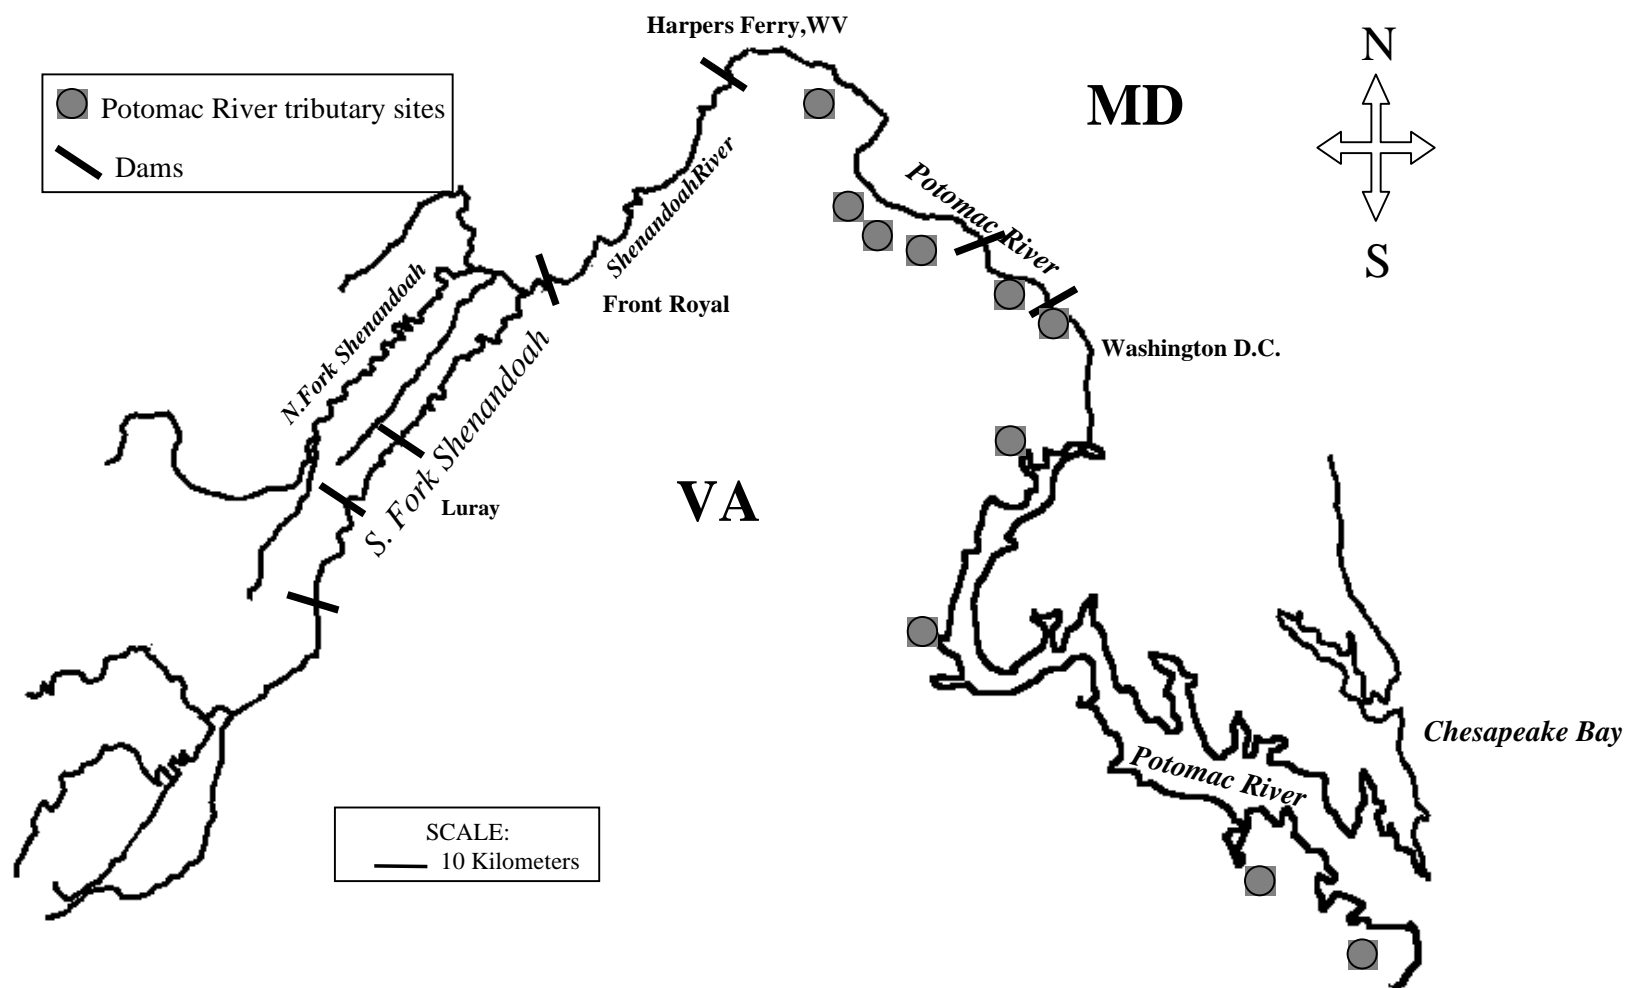 Harpers Ferry,WV
N
MD
Potomac River tributary sites
Dams
ShenandoahRiver
Potomac River
S
N.Fork Shenandoah
Front Royal
Washington D.C.
S. Fork Shenandoah
VA
Luray
Chesapeake Bay
Potomac River
SCALE:
10 Kilometers